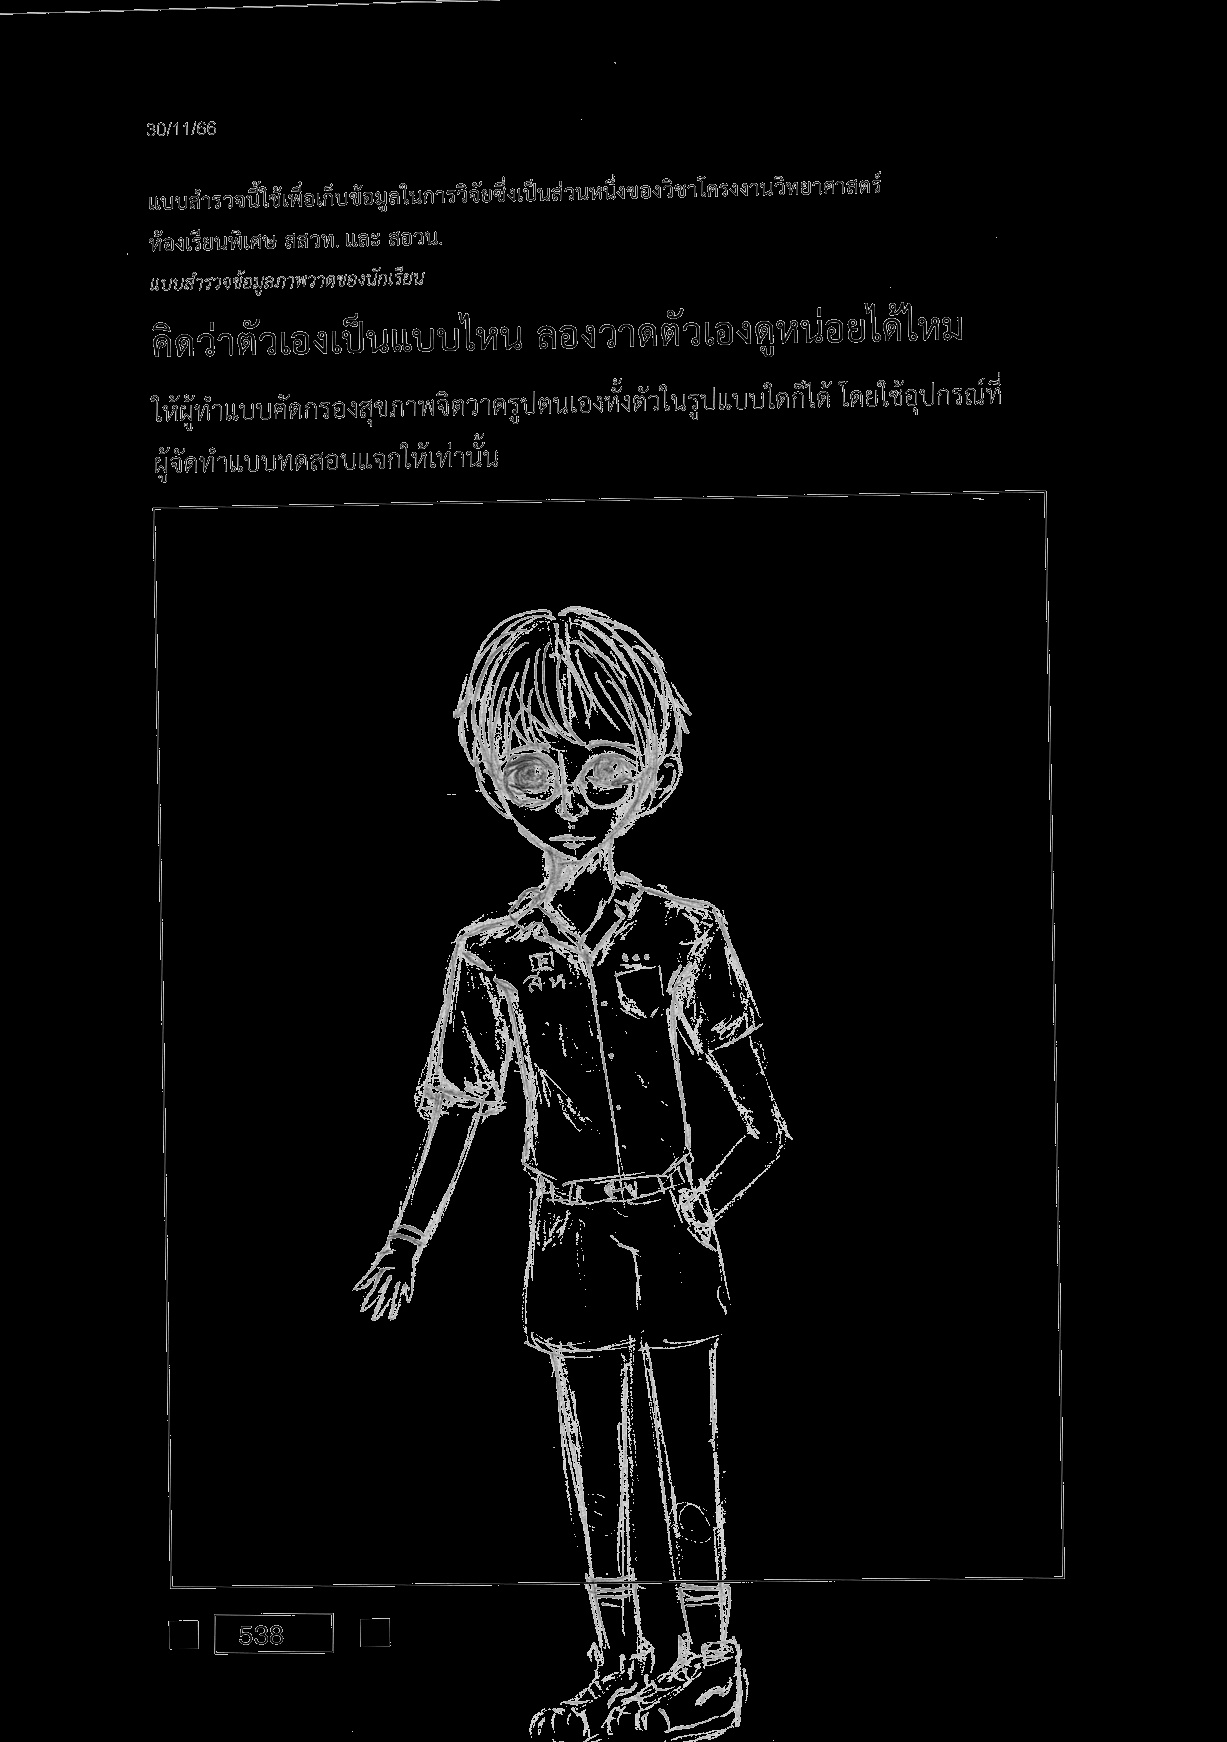 30/11/66
แบบสำรวจนี้ใช้เพื่อเก็บข้อมูลในการวิจัยซึ่งเป็นส่วนหนึ่งของวิชาโครงงานวิทยาศาสตร์
ห้องเรียนพิเศษ สสวท. และ สอวน.
แบบสำรวจข้อมูลภาพวาดของนักเรียน
คิดว่าตัวเองเป็นแบบไหน ลองวาดตัวเองดูหน่อยได้ไหม
ให้ผู้ทำแบบคัดกรองสุขภาพจิตวาดรูปตนเองทั้งตัวในรูปแบบใดก็ได้ โดยใช้อุปกรณ์ที่
ผู้จัดทำแบบทดสอบแจกให้เท่านั้น
ส.ห
538